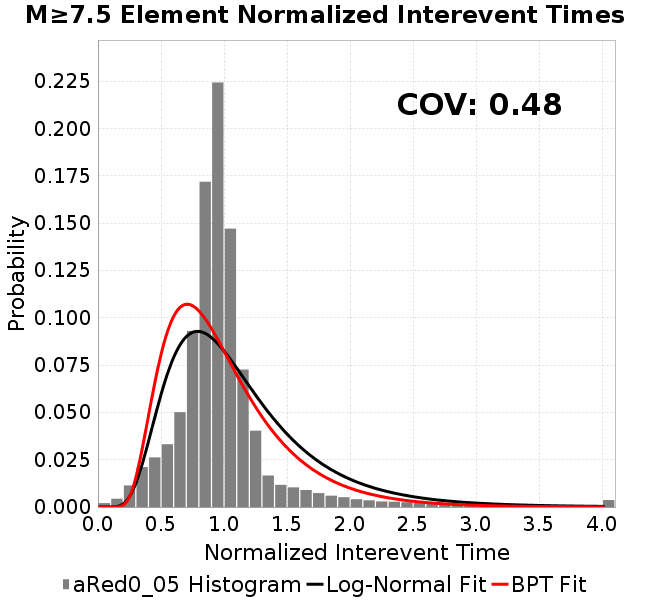 M≥7.5 Element Normalized Interevent Times
COV: 0.48
Probability
0.225
0.200
0.175
0.150
0.125
0.100
0.075
0.050
0.025
0.000
0.0 0.5 1.0 1.5 2.0 2.5 3.0 3.5 4.0
Normalized Interevent Time
aRed0_05 Histogram Log-Normal Fit BPT Fit